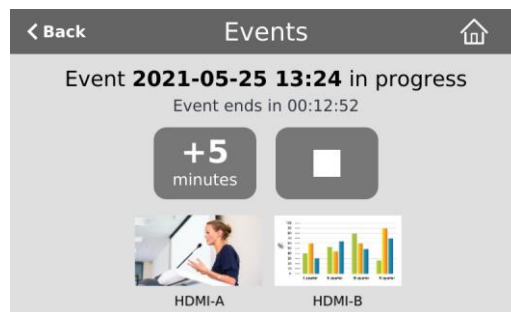 Back Events
Event 2021-05-25 13:24 in progress
Event ends in 00:12:52
+5
minutes
%
HDMI-A HDMI-B